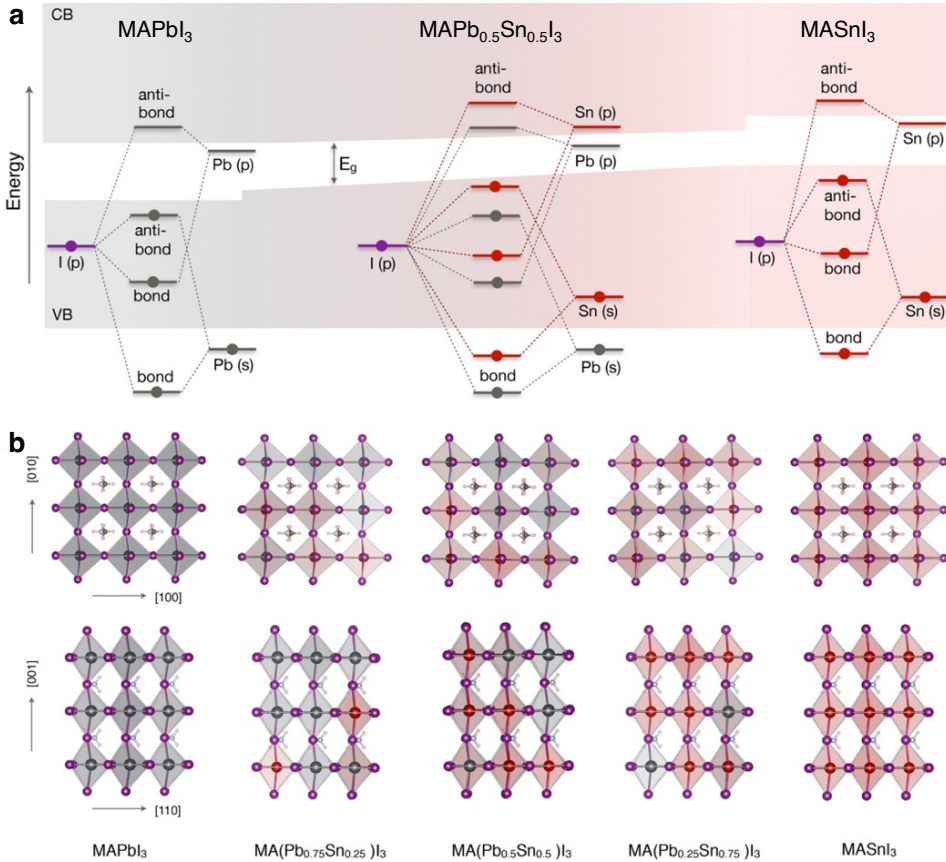 a
CB
MAPbI₃
MAPb₀.₅Sn₀.₅I₃
MASnI₃
Energy
anti-
bond
Pb (p)
I (p)
anti-
bond
bond
VB
bond
Pb (s)
E_g
anti-
bond
Sn (p)
Pb (p)
I (p)
Sn (s)
bond
Pb (s)
anti-
bond
Sn (p)
anti-
bond
I (p)
bond
Sn (s)
bond
b
[010]
[100]
[001]
[110]
MAPbI₃
MA(Pb₀.₇₅Sn₀.₂₅ )I₃
MA(Pb₀.₅Sn₀.₅ )I₃
MA(Pb₀.₂₅Sn₀.₇₅ )I₃
MASnI₃